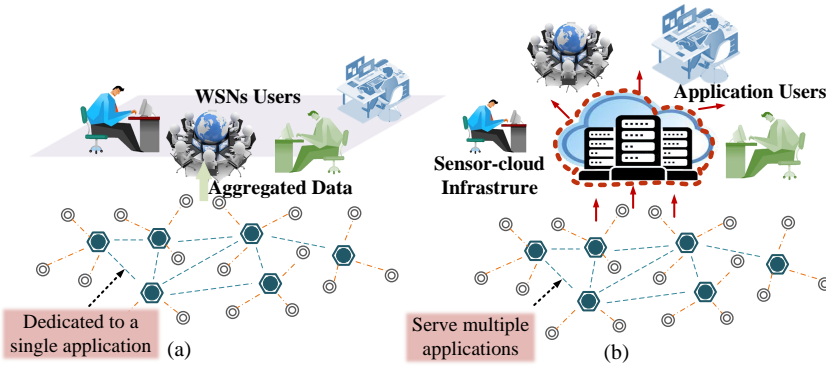 WSNs Users
Aggregated Data
Dedicated to a
single application
(a)
Application Users
Sensor-cloud
Infrastrure
Serve multiple
applications
(b)